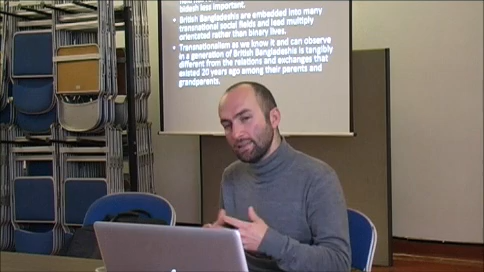 bidesh less important.
• British Bangladeshis are embedded into many
transnational social fields and lead multiply
orientated rather than binary lives.
• Transnationalism as we know it and can observe
in a generation of British Bangladeshis is tangibly
different from the relations and exchanges that
existed 20 years ago among their parents and
grandparents.